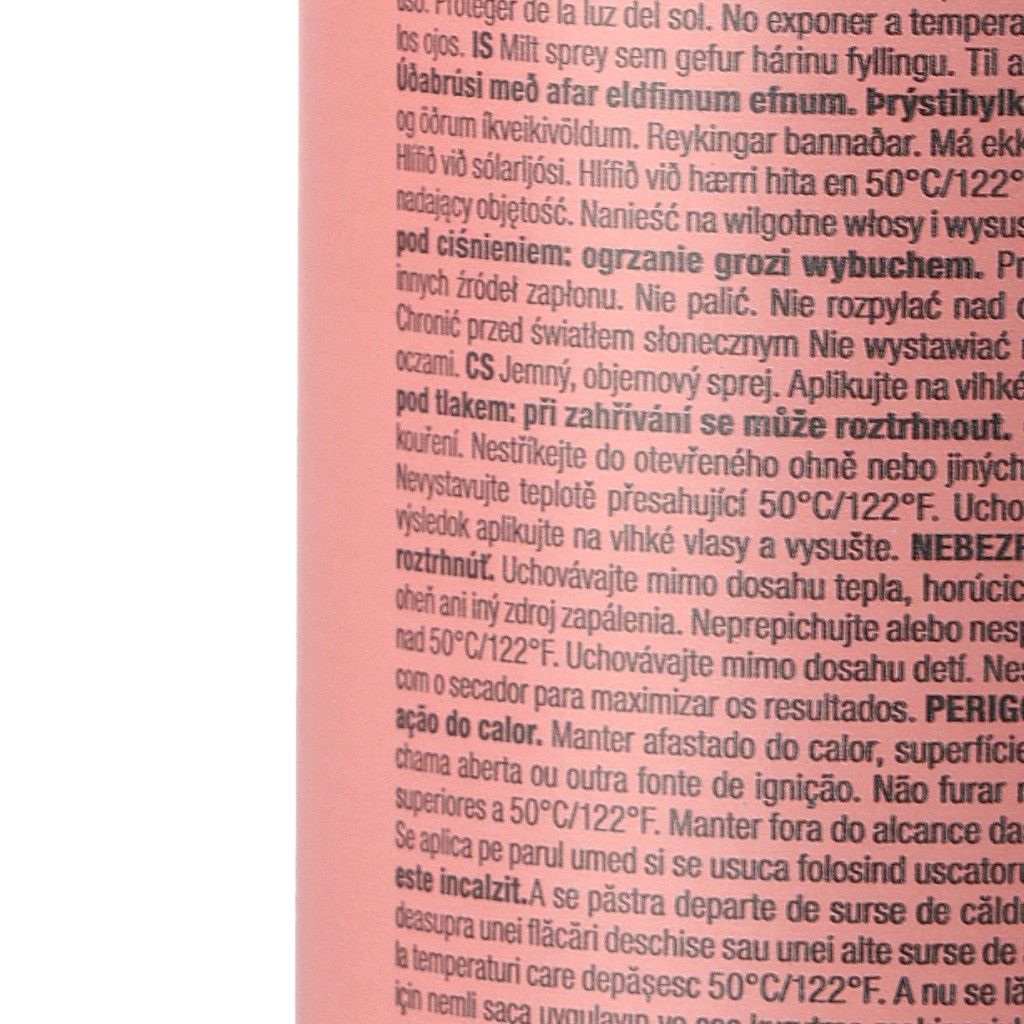 uso. Proteger de la luz del sol. No exponer a tempera
los ojos. IS Milt sprey sem gefur hárinu fyllingu. Til a
Úðabrúsi með afar eldfimum efnum. Þrýstihylk
og öðrum íkveikivöldum. Reykingar bannaðar. Má ekk
Hlífið við sólarljósi. Hlífið við hærri hita en 50°C/122°
nadający objętość. Nanieść na wilgotne włosy i wysus
pod ciśnieniem: ogrzanie grozi wybuchem. Pr
innych źródeł zapłonu. Nie palić. Nie rozpylać nad
Chronić przed światłem słonecznym Nie wystawiać
oczami. CS Jemný, objemový sprej. Aplikujte na vlhké
pod tlakem: při zahřívání se může roztrhnout.
kouření. Nestříkejte do otevřeného ohně nebo jiných
Nevystavujte teplotě přesahující 50°C/122°F. Ucho
výsledok aplikujte na vlhké vlasy a vysušte. NEBEZP
roztrhnúť. Uchovávajte mimo dosahu tepla, horúcic
oheň ani iný zdroj zapálenia. Neprepichujte alebo nesp
nad 50°C/122°F. Uchovávajte mimo dosahu detí. Nes
com o secador para maximizar os resultados. PERIGO
ação do calor. Manter afastado do calor, superfície
chama aberta ou outra fonte de ignição. Não furar
superiores a 50°C/122°F. Manter fora do alcance da
Se aplica pe parul umed si se usuca folosind uscatoru
este incalzit.A se păstra departe de surse de căldu
deasupra unei flăcări deschise sau unei alte surse de
la temperaturi care depășesc 50°C/122°F. A nu se lă
için nemli saça uygulayın ve saç